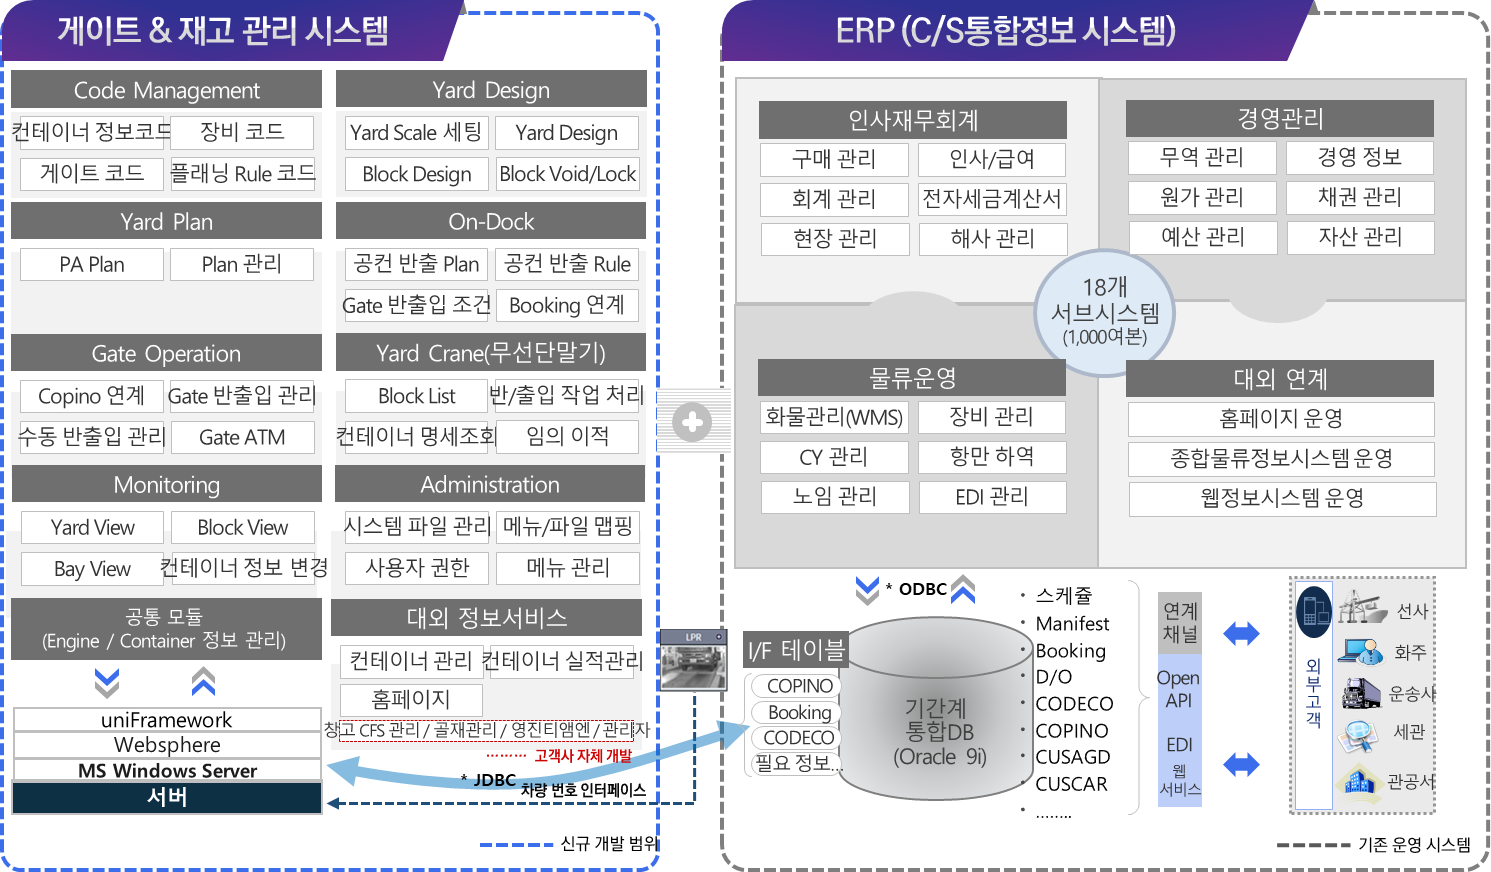 게이트 & 재고 관리 시스템
Code Management
컨테이너 정보코드
장비 코드
게이트 코드
플래닝 Rule 코드
Yard Design
Yard Scale 세팅
Yard Design
Block Design
Block Void/Lock
Yard Plan
PA Plan
Plan 관리
On-Dock
공컨 반출 Plan
공컨 반출 Rule
Gate 반출입 조건
Booking 연계
Gate Operation
Copino 연계
Gate 반출입 관리
수동 반출입 관리
Gate ATM
Yard Crane(무선단말기)
Block List
반/출입 작업 처리
컨테이너 명세조회
임의 이적
Monitoring
Yard View
Block View
Bay View
컨테이너 정보 변경
Administration
시스템 파일 관리
메뉴/파일 맵핑
사용자 권한
메뉴 관리
공통 모듈
(Engine / Container 정보 관리)
대외 정보서비스
컨테이너 관리
컨테이너 실적관리
홈페이지
창고 CFS 관리 / 골재관리 / 영진티앰엔 / 관리자
......... 고객사 자체 개발
uniFramework
Websphere
MS Windows Server
서버
* JDBC
차량 번호 인터페이스
LPR
신규 개발 범위
ERP (C/S통합정보 시스템)
인사재무회계
구매 관리
인사/급여
회계 관리
전자세금계산서
현장 관리
해사 관리
경영관리
무역 관리
경영 정보
원가 관리
채권 관리
예산 관리
자산 관리
18개
서브시스템
(1,000여본)
물류운영
화물관리(WMS)
장비 관리
CY 관리
항만 하역
노임 관리
EDI 관리
대외 연계
홈페이지 운영
종합물류정보시스템 운영
웹정보시스템 운영
* ODBC
I/F 테이블
COPINO
Booking
CODECO
필요 정보...
기간계
통합DB
(Oracle 9i)
• 스케쥴
• Manifest
• Booking
• D/O
• CODECO
• COPINO
• CUSAGD
• CUSCAR
• ........
연계
채널
Open
API
EDI
웹
서비스
외부고객
선사
화주
운송사
세관
관공서
기존 운영 시스템